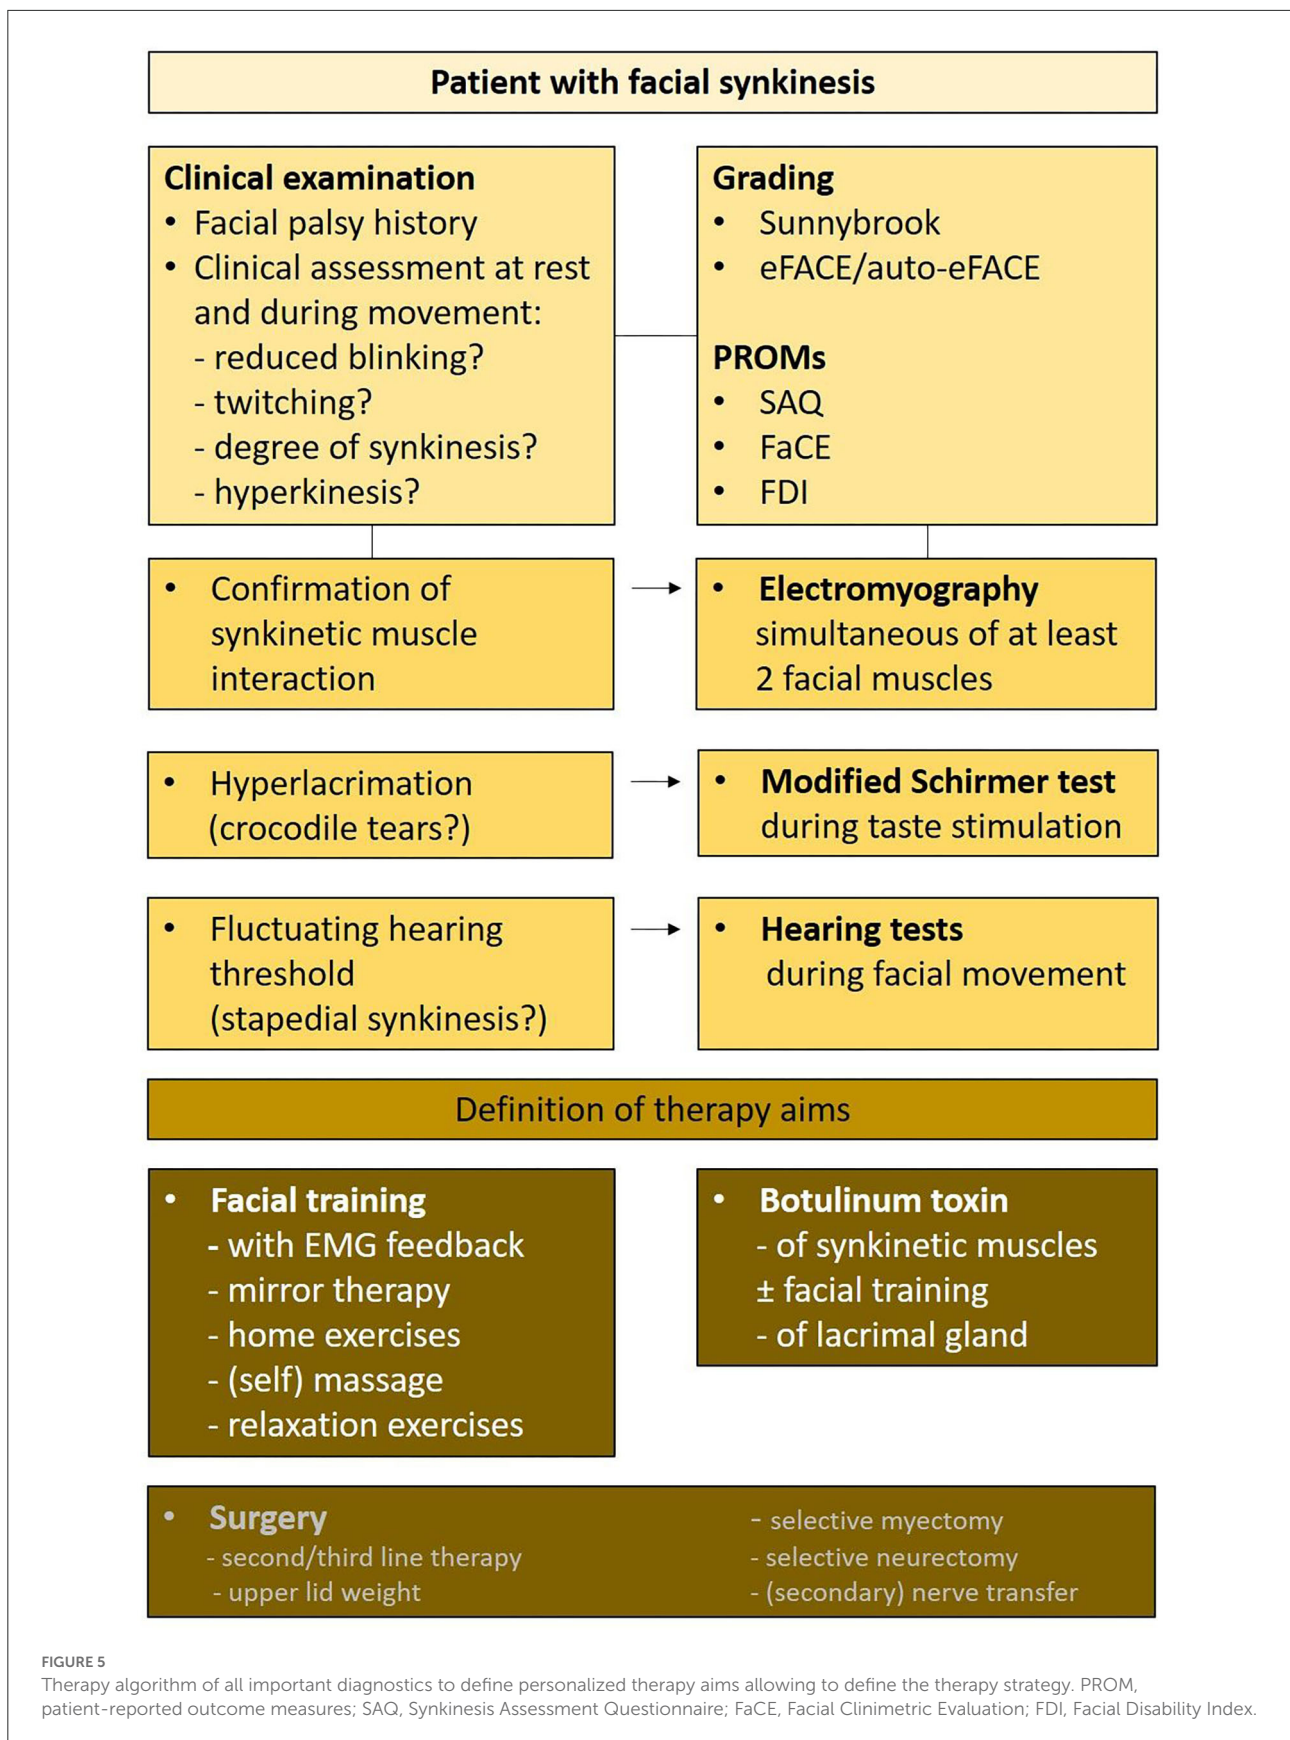 Patient with facial synkinesis
Clinical examination
• Facial palsy history
• Clinical assessment at rest
and during movement:
- reduced blinking?
- twitching?
- degree of synkinesis?
- hyperkinesis?
Grading
• Sunnybrook
• eFACE/auto-eFACE
PROMs
• SAQ
• FaCE
• FDI
• Confirmation of
synkinetic muscle
interaction
• Electromyography
simultaneous of at least
2 facial muscles
• Hyperlacrimation
(crocodile tears?)
• Modified Schirmer test
during taste stimulation
• Fluctuating hearing
threshold
(stapedial synkinesis?)
• Hearing tests
during facial movement
Definition of therapy aims
• Facial training
- with EMG feedback
- mirror therapy
- home exercises
- (self) massage
- relaxation exercises
• Botulinum toxin
- of synkinetic muscles
± facial training
- of lacrimal gland
• Surgery
- second/third line therapy
- upper lid weight
- selective myectomy
- selective neurectomy
- (secondary) nerve transfer
FIGURE 5
Therapy algorithm of all important diagnostics to define personalized therapy aims allowing to define the therapy strategy. PROM,
patient-reported outcome measures; SAQ, Synkinesis Assessment Questionnaire; FaCE, Facial Clinimetric Evaluation; FDI, Facial Disability Index.